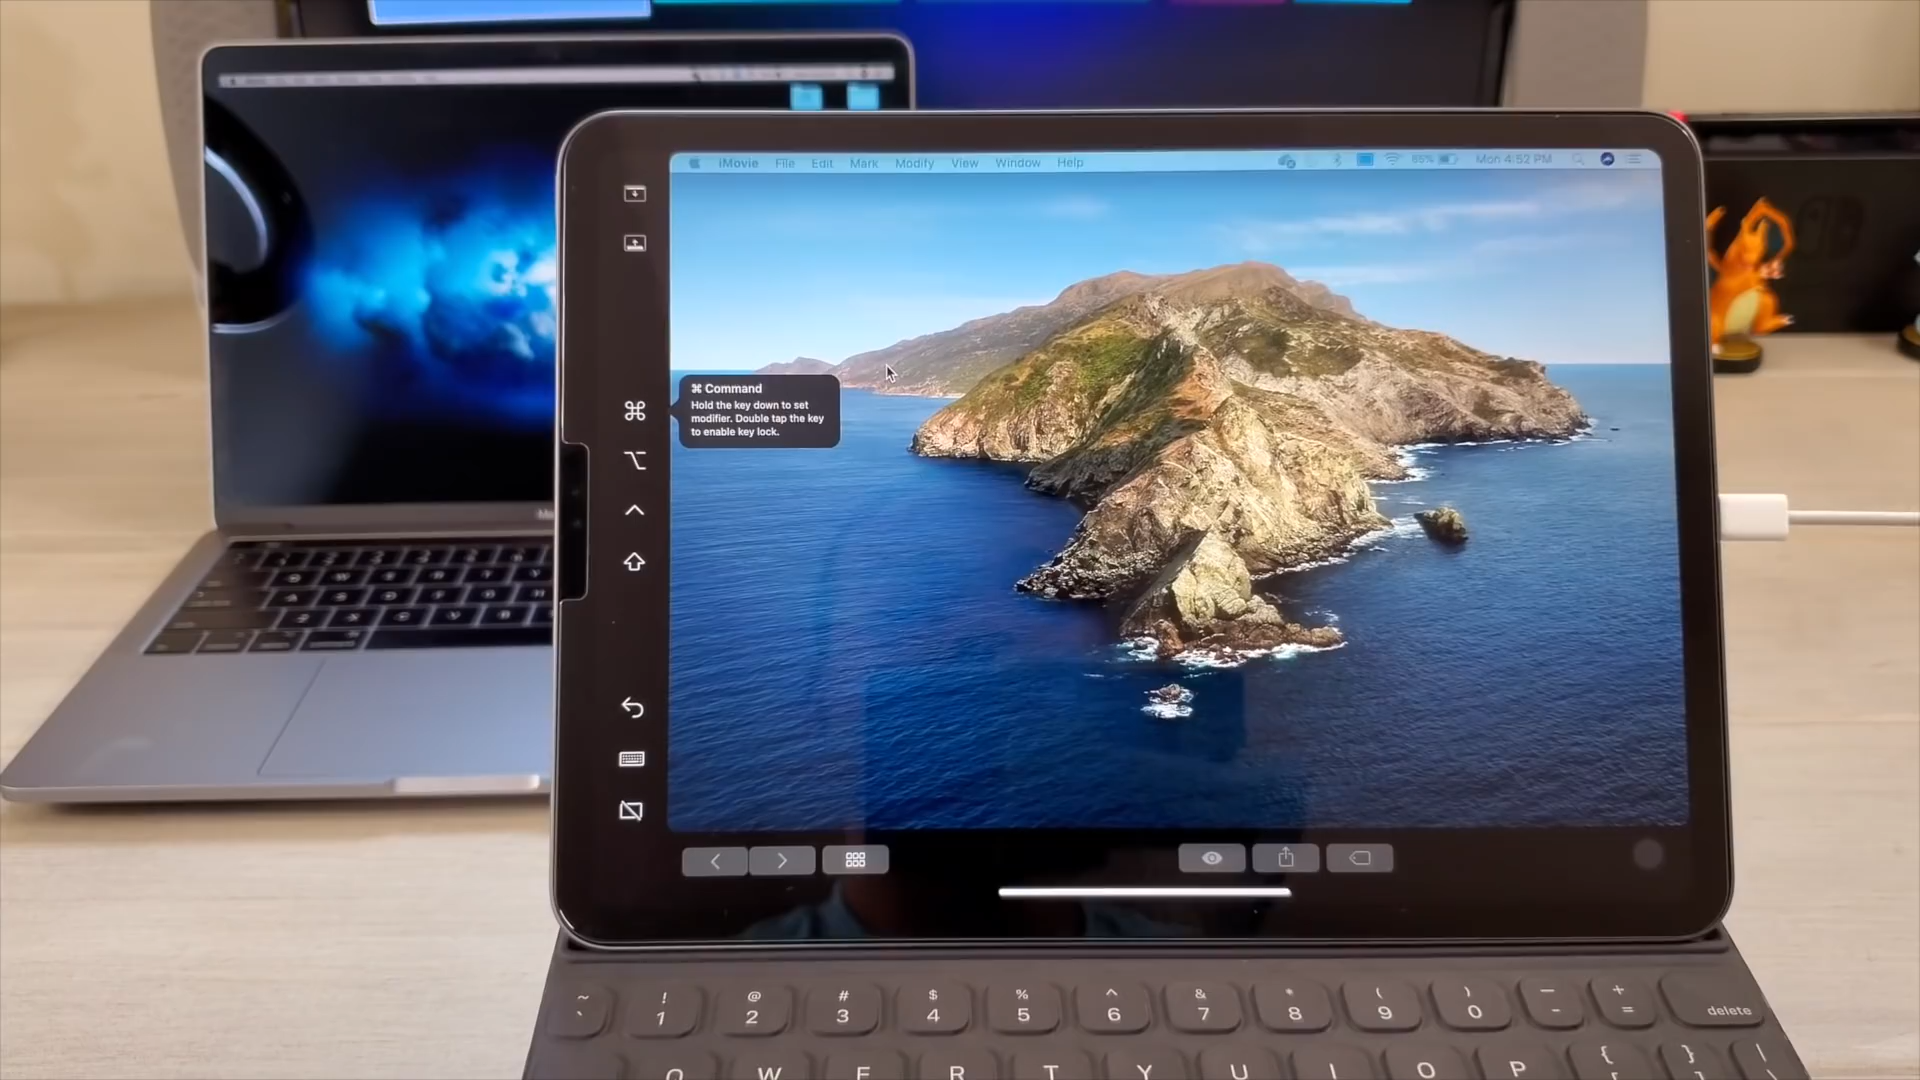 iMovie File Edit Mark Modify View Window Help 85% Mon 4:52 PM
⌘ Command
Hold the key down to set
modifier. Double tap the key
to enable key lock.
~ ! @ # $ % ^ & * ( ) — +
` 1 2 3 4 5 6 7 8 9 0 - = delete
Q W E R T Y U I O P { } |